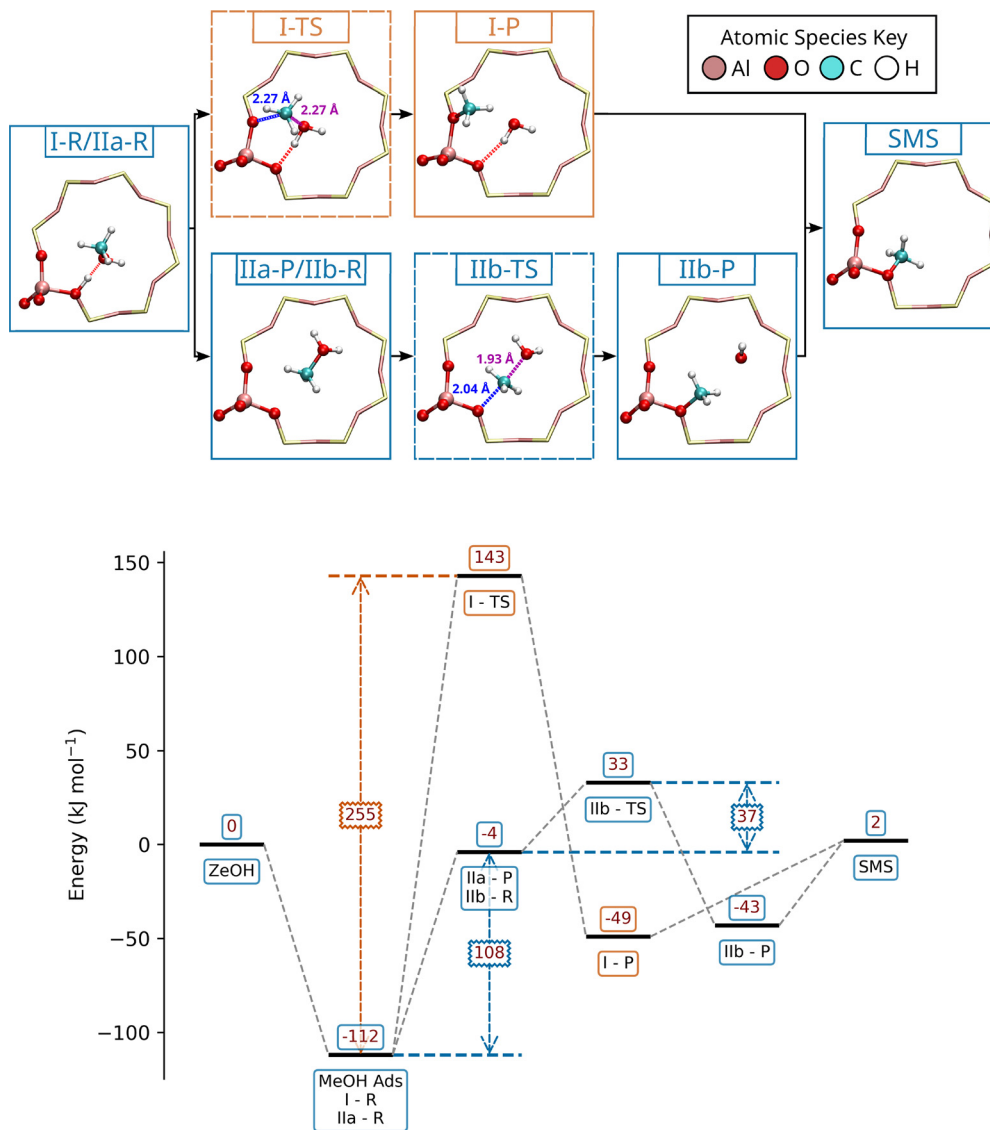 I-TS
I-P
Atomic Species Key
Al O C H
I-R/IIa-R
SMS
2.27 Å
2.27 Å
IIa-P/IIb-R
IIb-TS
IIb-P
1.93 Å
2.04 Å
Energy (kJ mol⁻¹)
150
100
50
0
−50
−100
143
I - TS
255
33
IIb - TS
37
0
ZeOH
-4
IIa - P
IIb - R
2
SMS
108
-49
I - P
-43
IIb - P
-112
MeOH Ads
I - R
IIa - R